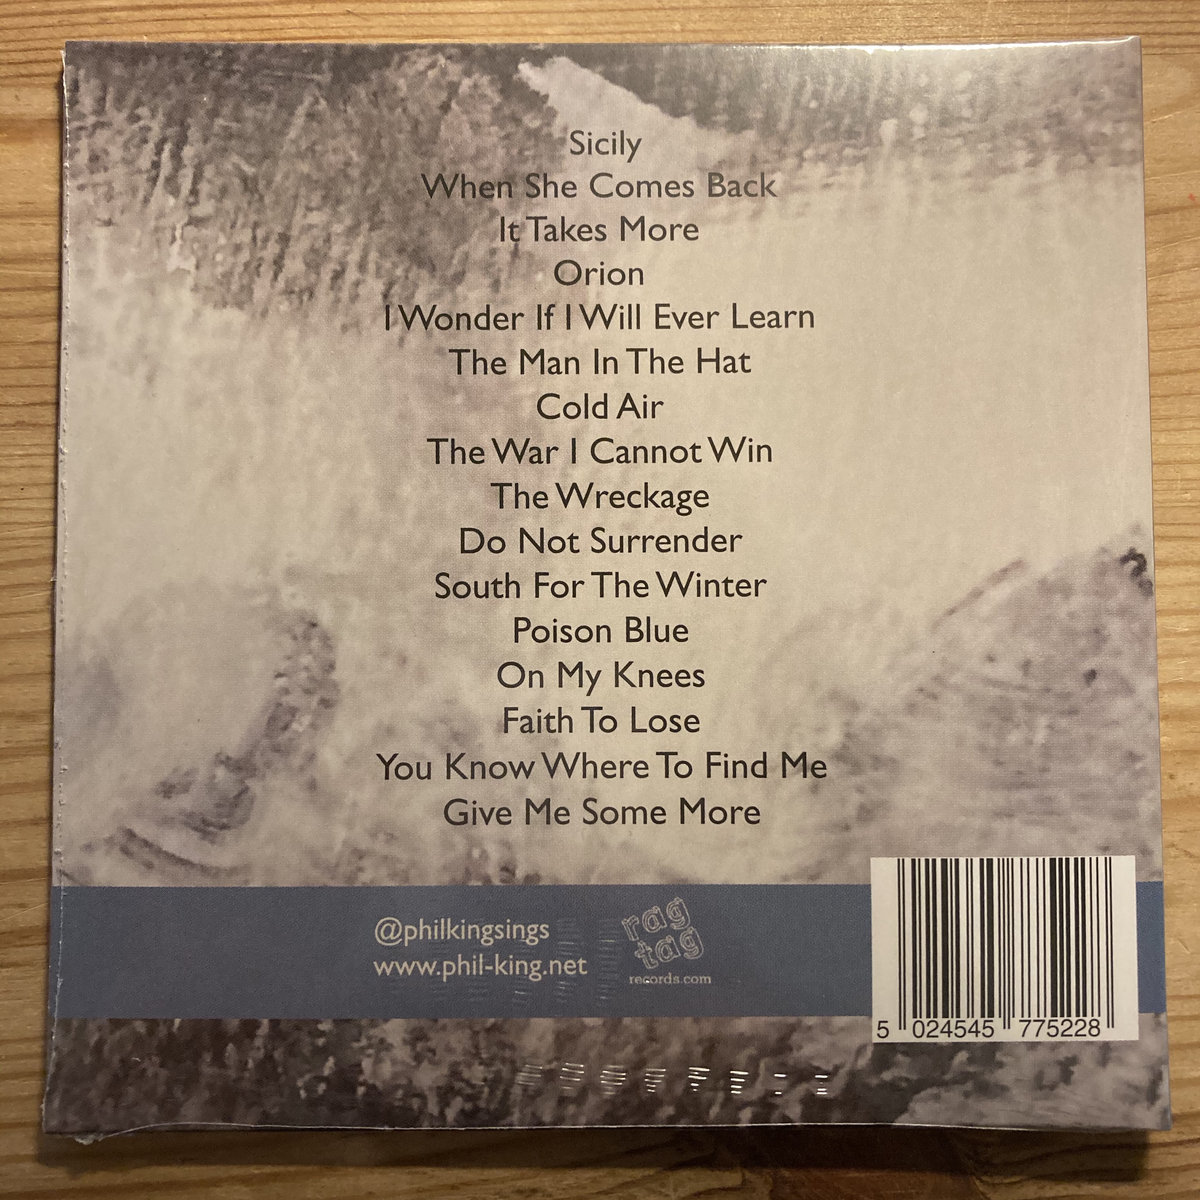 Sicily
When She Comes Back
It Takes More
Orion
I Wonder If I Will Ever Learn
The Man In The Hat
Cold Air
The War I Cannot Win
The Wreckage
Do Not Surrender
South For The Winter
Poison Blue
On My Knees
Faith To Lose
You Know Where To Find Me
Give Me Some More
@philkingsings
www.phil-king.net
rag
tag
records.com
5 024545 775228